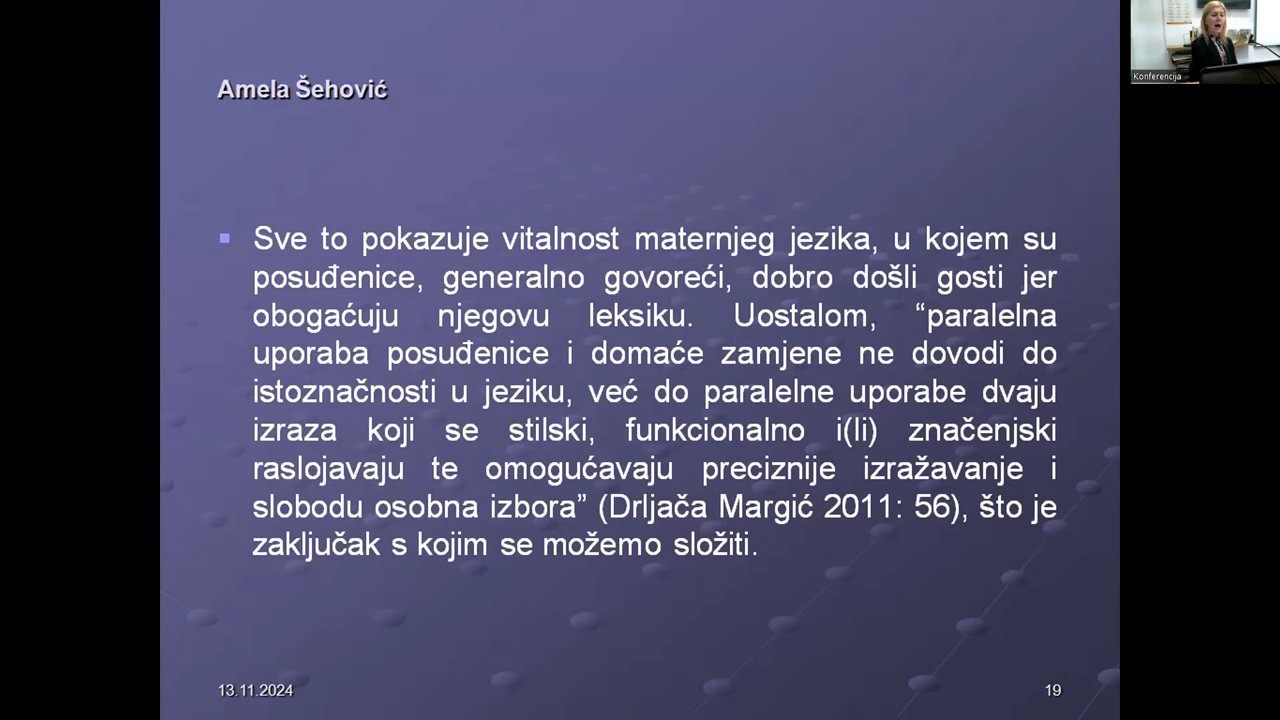 Amela Šehović
Sve to pokazuje vitalnost maternjeg jezika, u kojem su
posuđenice, generalno govoreći, dobro došli gosti jer
obogaćuju njegovu leksiku. Uostalom, “paralelna
uporaba posuđenice i domaće zamjene ne dovodi do
istoznačnosti u jeziku, već do paralelne uporabe dvaju
izraza koji se stilski, funkcionalno i(li) značenjski
raslojavaju te omogućavaju preciznije izražavanje i
slobodu osobna izbora” (Drljača Margić 2011: 56), što je
zaključak s kojim se možemo složiti.
13.11.2024
19
Konferencija